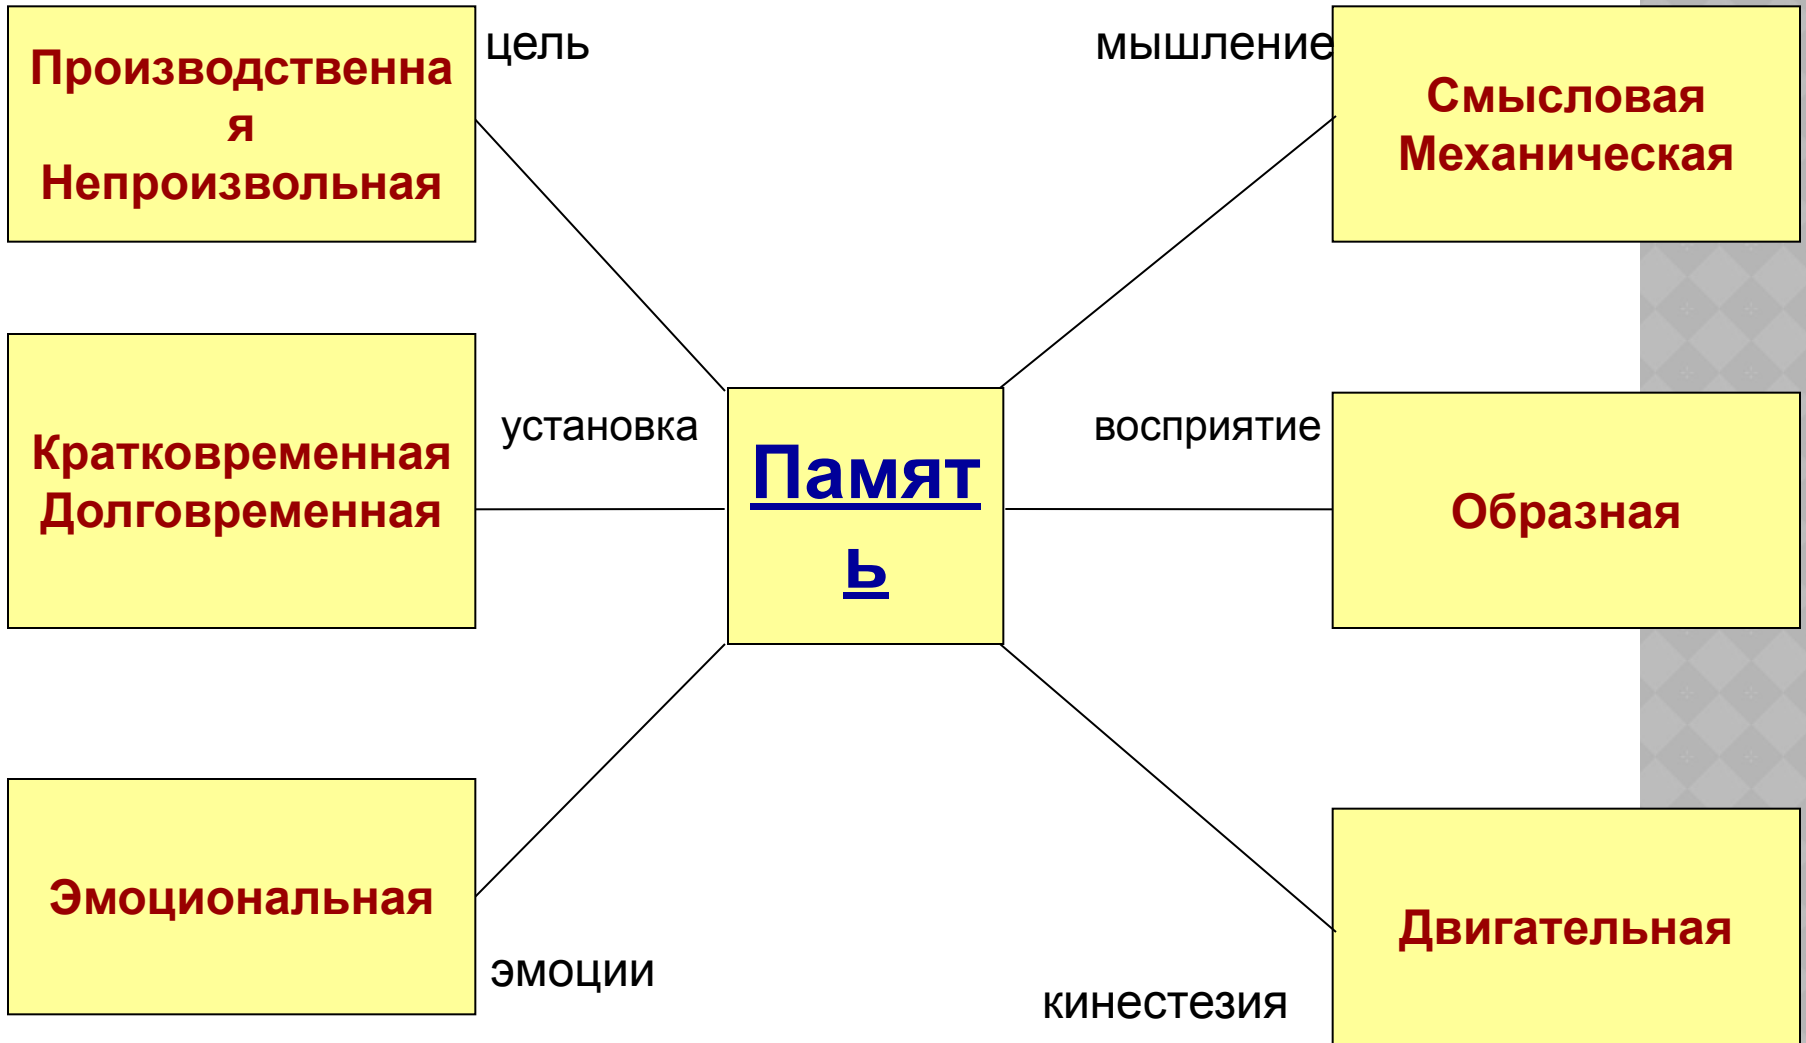 цель
Производственна
я
Непроизвольная
мышление
Смысловая
Механическая
Кратковременная
Долговременная
установка
Памят
ь
восприятие
Образная
Эмоциональная
эмоции
Двигательная
кинестезия